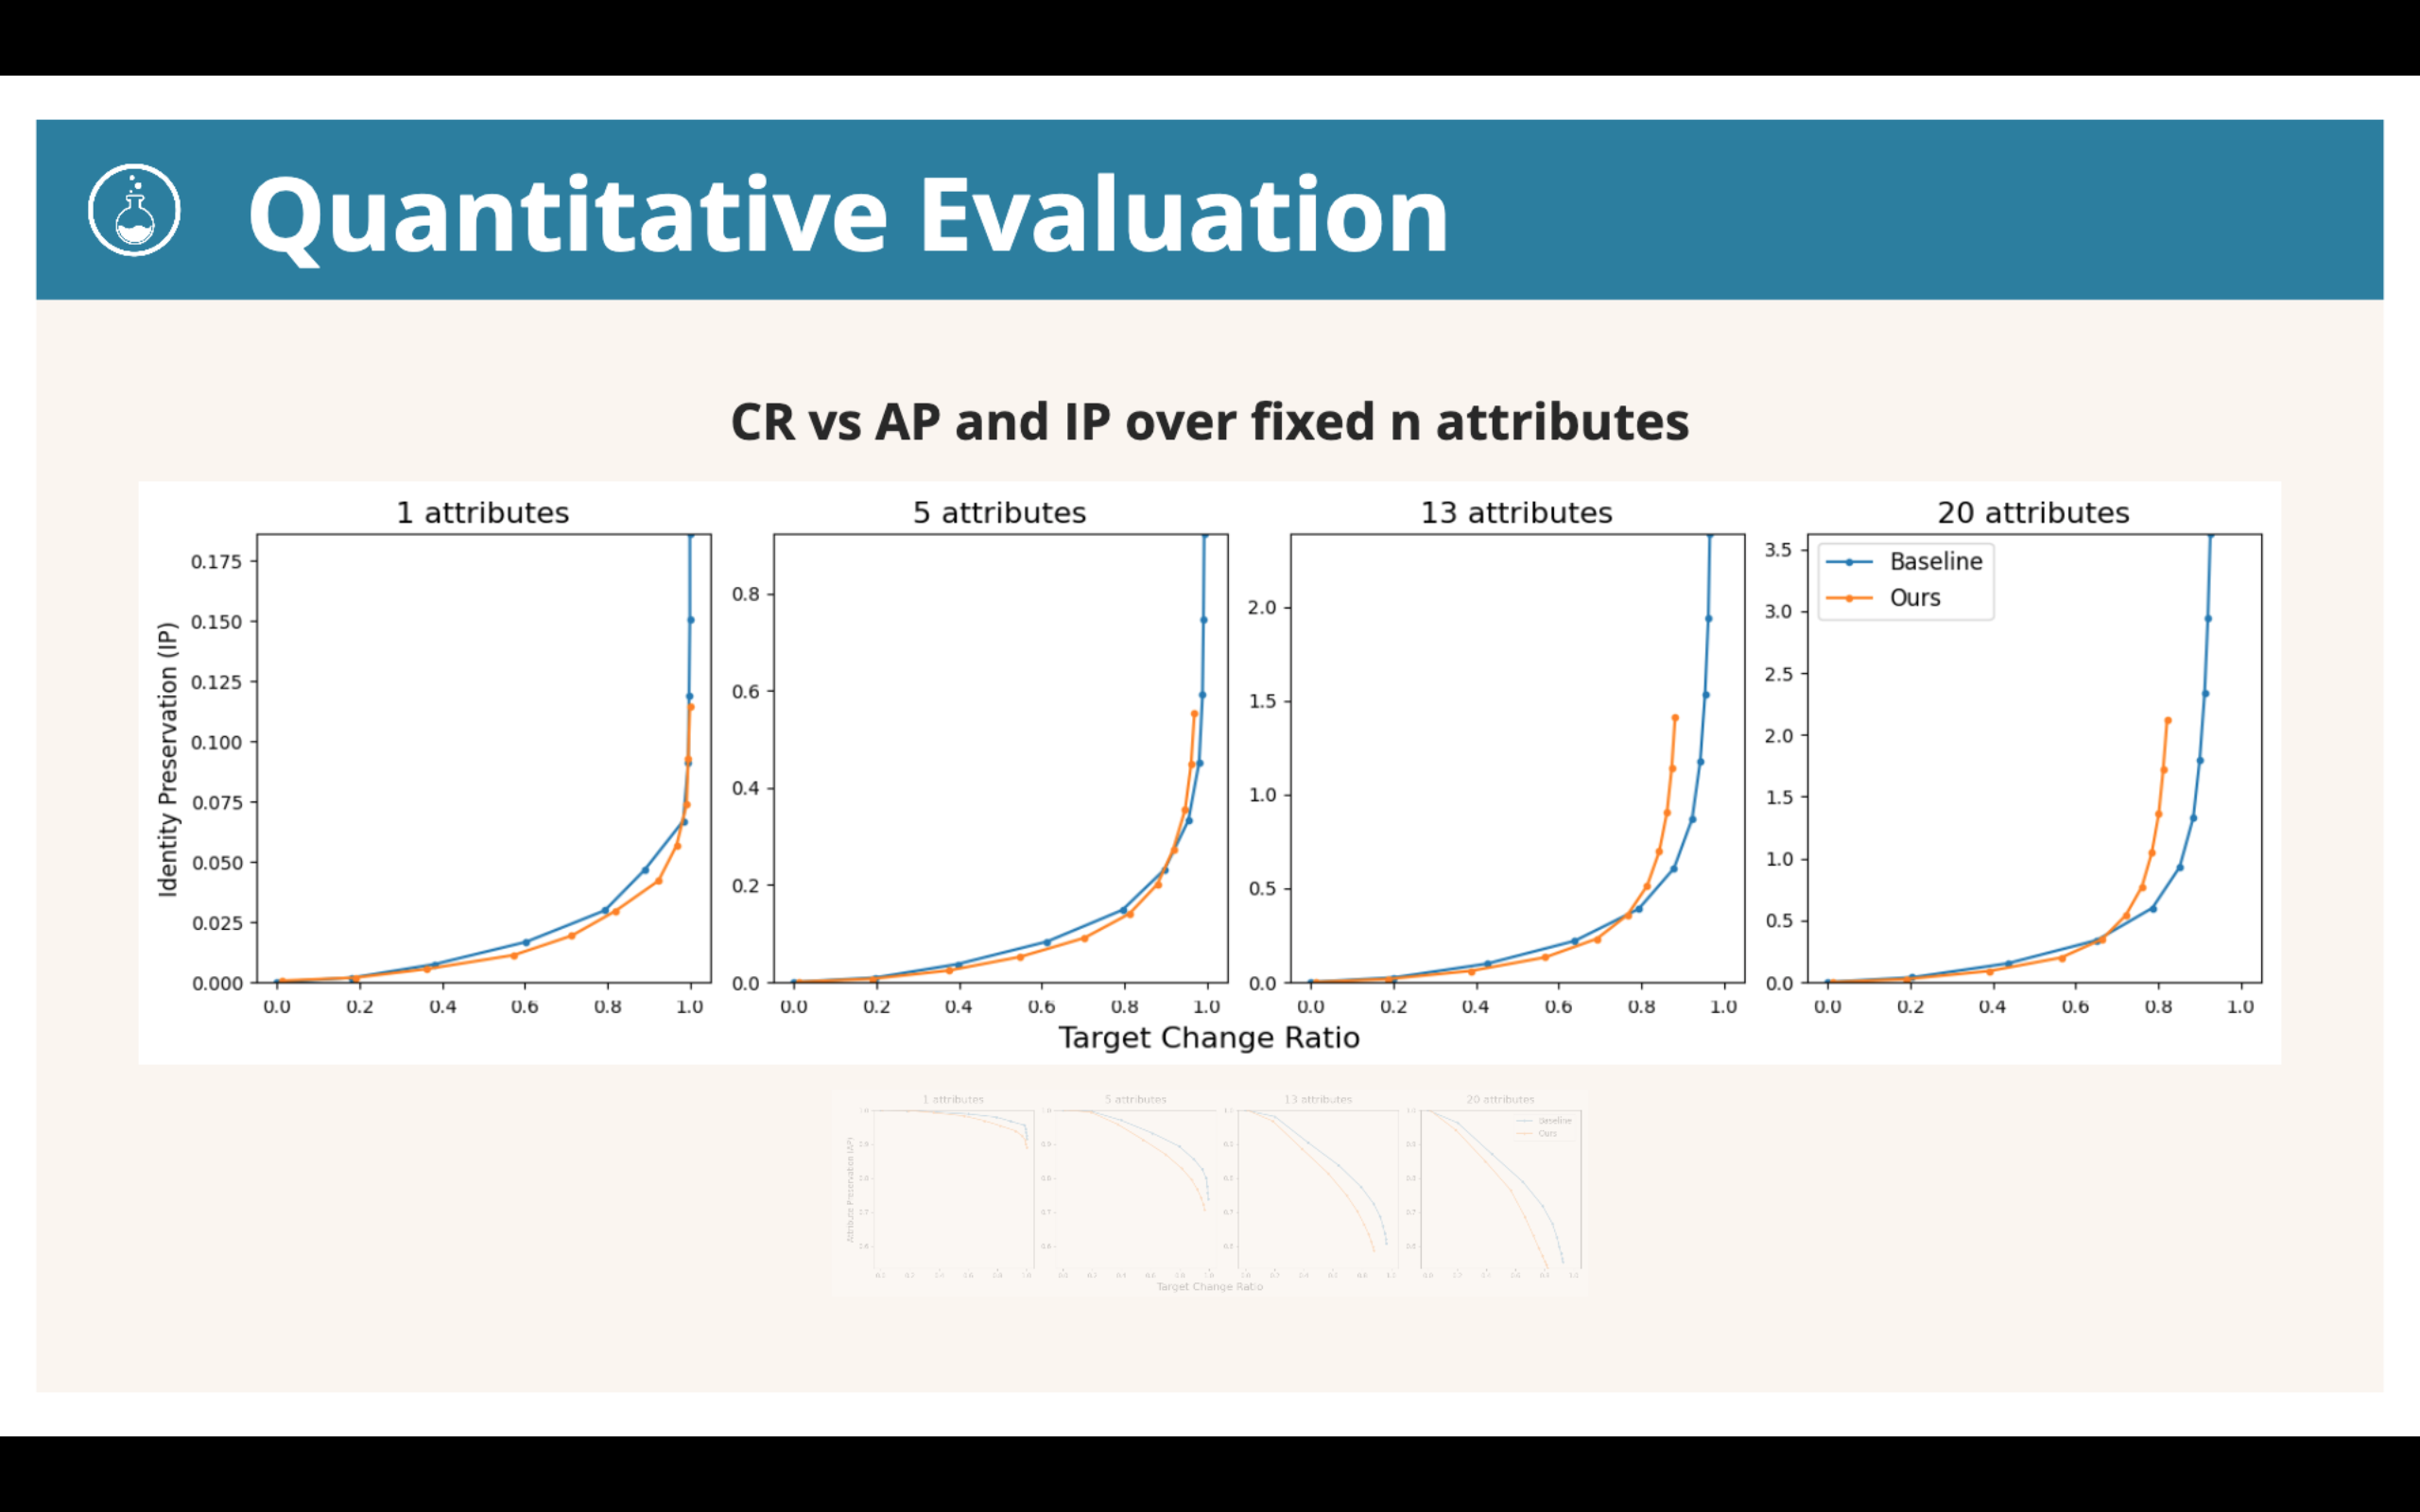 Quantitative Evaluation
CR vs AP and IP over fixed n attributes
1 attributes
5 attributes
13 attributes
20 attributes
Identity Preservation (IP)
0.175
0.150
0.125
0.100
0.075
0.050
0.025
0.000
0.0 0.2 0.4 0.6 0.8 1.0
0.8
0.6
0.4
0.2
0.0
0.0 0.2 0.4 0.6 0.8 1.0
2.0
1.5
1.0
0.5
0.0
0.0 0.2 0.4 0.6 0.8 1.0
3.5
3.0
2.5
2.0
1.5
1.0
0.5
0.0
0.0 0.2 0.4 0.6 0.8 1.0
Baseline
Ours
Target Change Ratio
1 attributes
5 attributes
13 attributes
20 attributes
Attribute Preservation (AP)
Baseline
Ours
Target Change Ratio